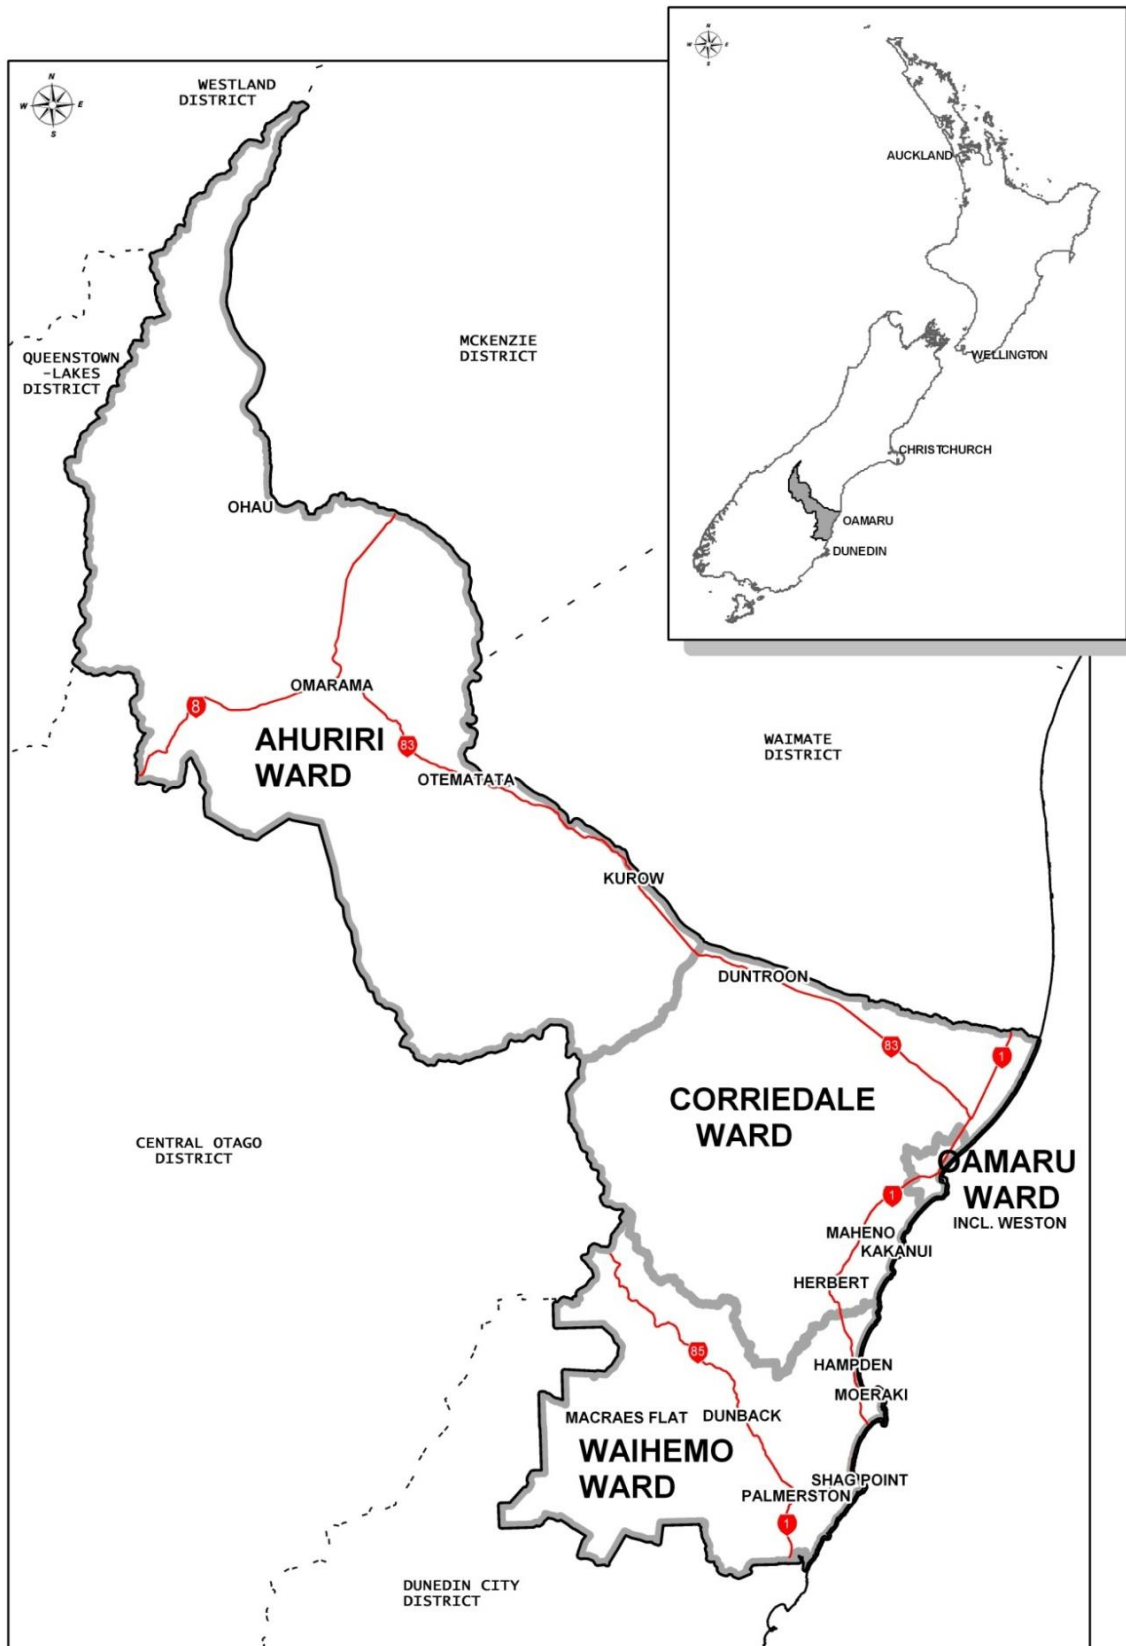 N
W E
S
WESTLAND
DISTRICT
QUEENSTOWN
-LAKES
DISTRICT
MCKENZIE
DISTRICT
OHAU
OMARAMA
8
AHURIRI
WARD
83
OTEMATATA
WAIMATE
DISTRICT
KUROW
DUNTROON
83
1
CORRIEDALE
WARD
CENTRAL OTAGO
DISTRICT
OAMARU
WARD
INCL. WESTON
1
MAHENO
KAKANUI
HERBERT
85
HAMPDEN
MOERAKI
MACRAES FLAT
DUNBACK
WAIHEMO
WARD
SHAG POINT
PALMERSTON
1
DUNEDIN CITY
DISTRICT
N
W E
S
AUCKLAND
WELLINGTON
CHRISTCHURCH
OAMARU
DUNEDIN